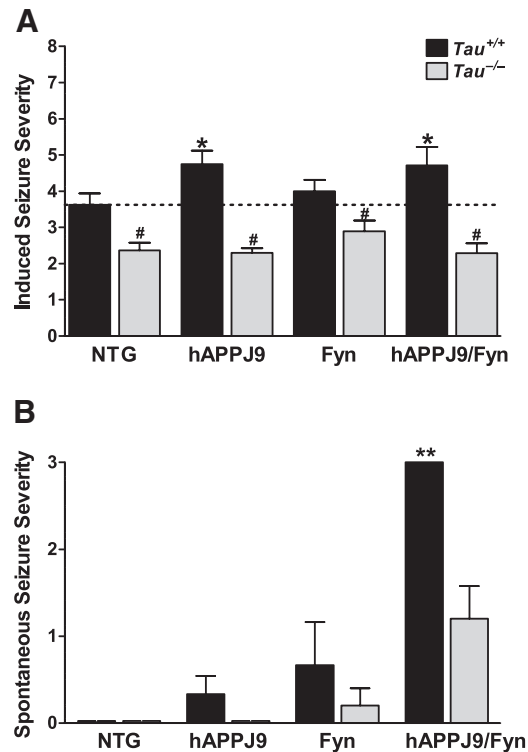 A
Induced Seizure Severity
8
7
6
5
4
3
2
1
0
Tau+/+
Tau–/–
*
*
#
#
#
#
NTG hAPPJ9 Fyn hAPPJ9/Fyn
B
Spontaneous Seizure Severity
3
2
1
0
**
NTG hAPPJ9 Fyn hAPPJ9/Fyn